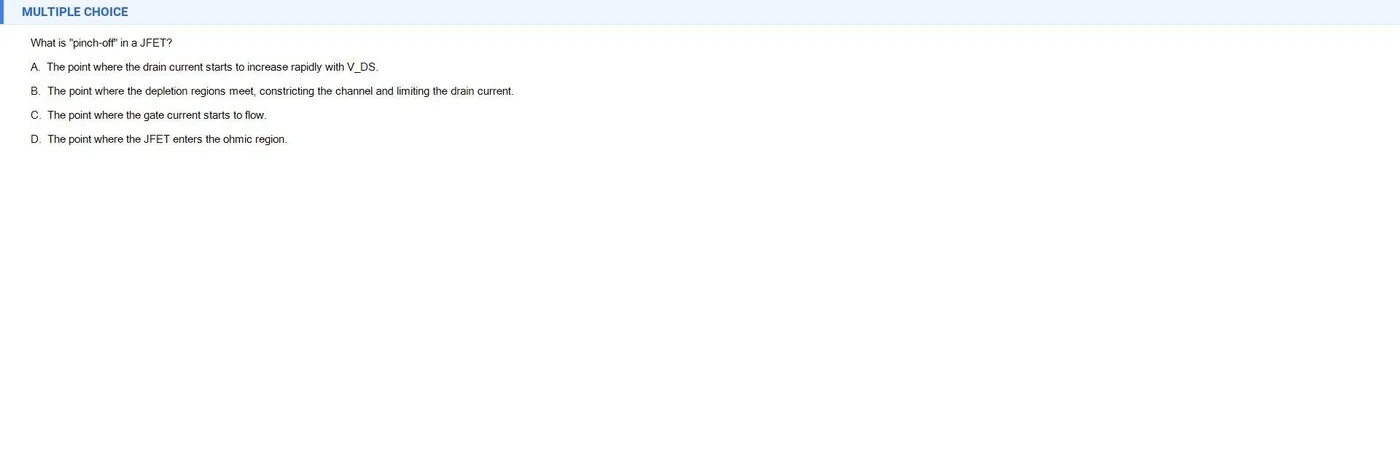 MULTIPLE CHOICE
What is "pinch-off" in a JFET?
A. The point where the drain current starts to increase rapidly with V_DS.
B. The point where the depletion regions meet, constricting the channel and limiting the drain current.
C. The point where the gate current starts to flow.
D. The point where the JFET enters the ohmic region.